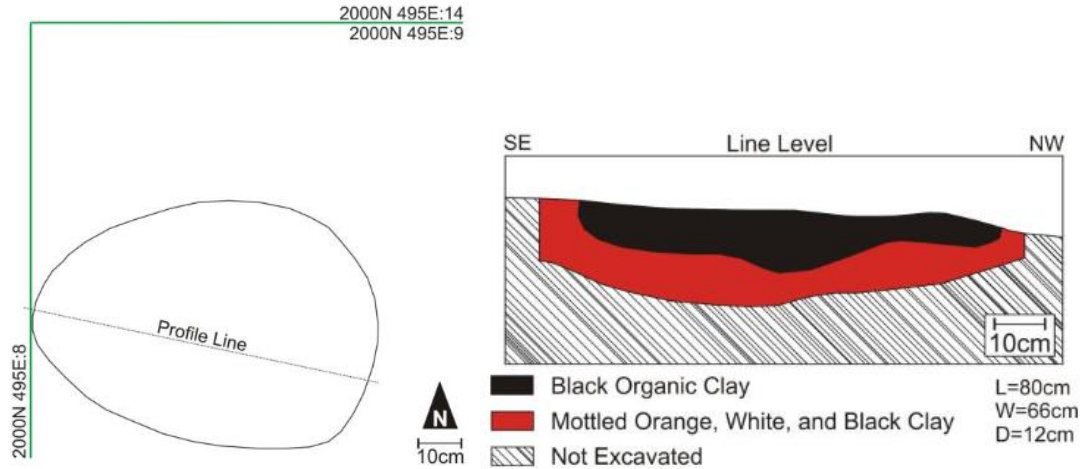 2000N 495E:14
2000N 495E:9
2000N 495E:8
Profile Line
N
10cm
SE
Line Level
NW
10cm
Black Organic Clay
Mottled Orange, White, and Black Clay
Not Excavated
L=80cm
W=66cm
D=12cm